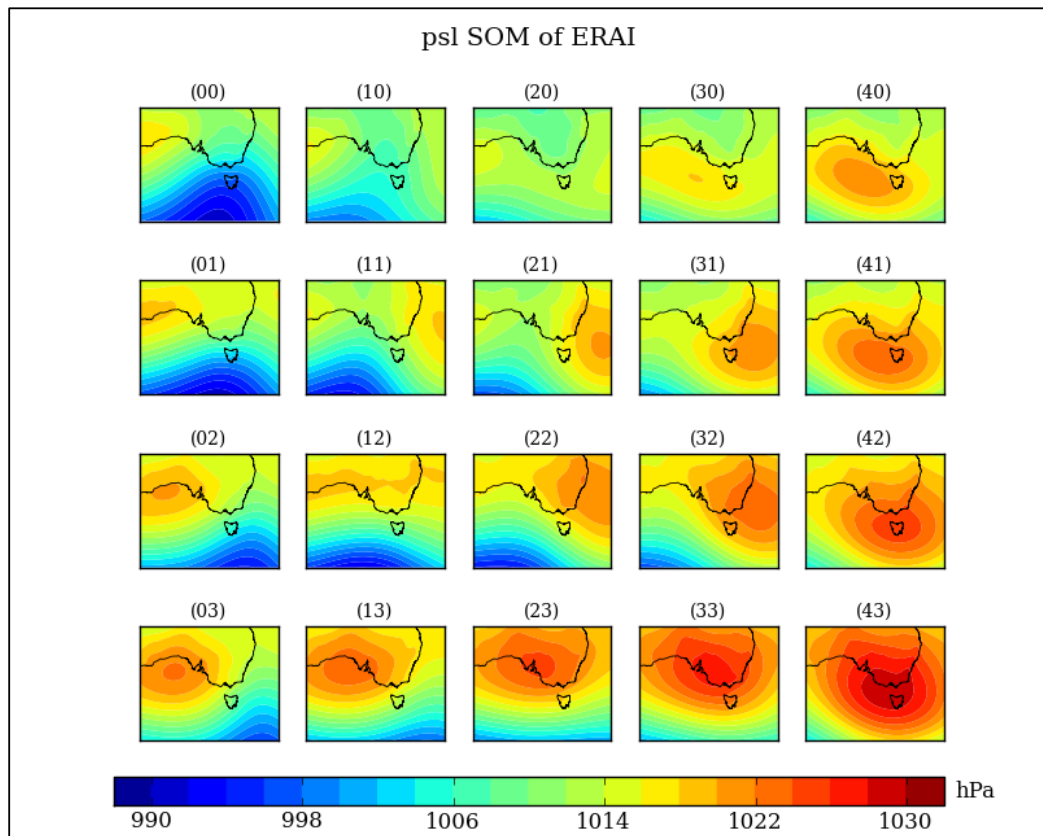 psl SOM of ERAI
(00) (10) (20) (30) (40)
(01) (11) (21) (31) (41)
(02) (12) (22) (32) (42)
(03) (13) (23) (33) (43)
hPa
990 998 1006 1014 1022 1030